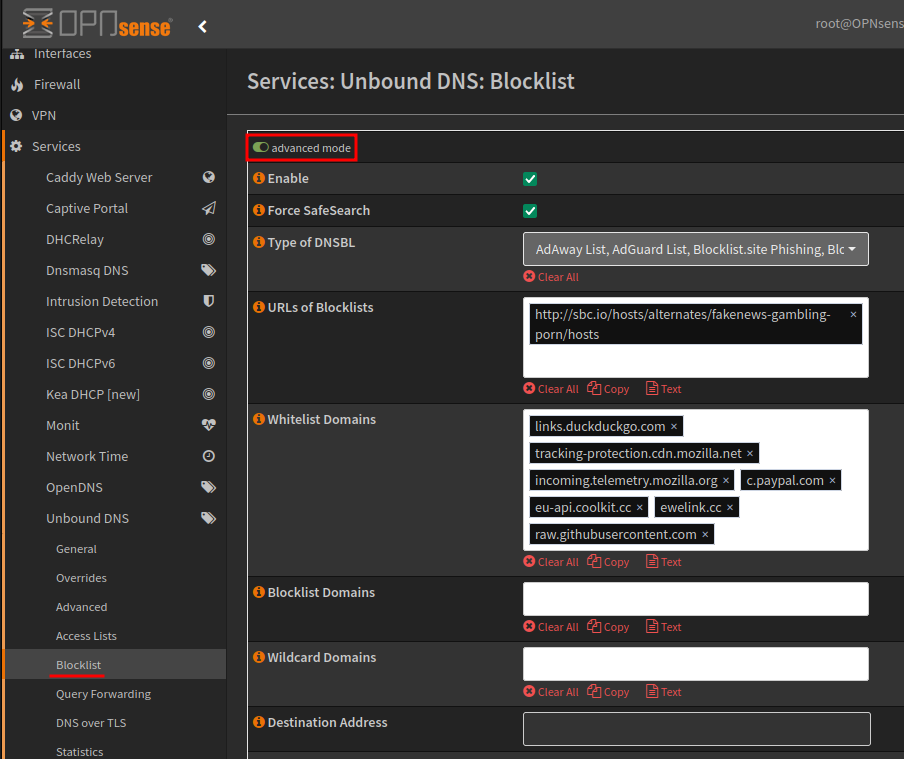 OPNsense
root@OPNsens
Interfaces
Firewall
VPN
Services
Caddy Web Server
Captive Portal
DHCRelay
Dnsmasq DNS
Intrusion Detection
ISC DHCPv4
ISC DHCPv6
Kea DHCP [new]
Monit
Network Time
OpenDNS
Unbound DNS
General
Overrides
Advanced
Access Lists
Blocklist
Query Forwarding
DNS over TLS
Statistics
Services: Unbound DNS: Blocklist
advanced mode
Enable
Force SafeSearch
Type of DNSBL
AdAway List, AdGuard List, Blocklist.site Phishing, Blc
Clear All
URLs of Blocklists
http://sbc.io/hosts/alternates/fakenews-gambling-
porn/hosts ×
Clear All Copy Text
Whitelist Domains
links.duckduckgo.com ×
tracking-protection.cdn.mozilla.net ×
incoming.telemetry.mozilla.org × c.paypal.com ×
eu-api.coolkit.cc × ewelink.cc ×
raw.githubusercontent.com ×
Clear All Copy Text
Blocklist Domains
Clear All Copy Text
Wildcard Domains
Clear All Copy Text
Destination Address